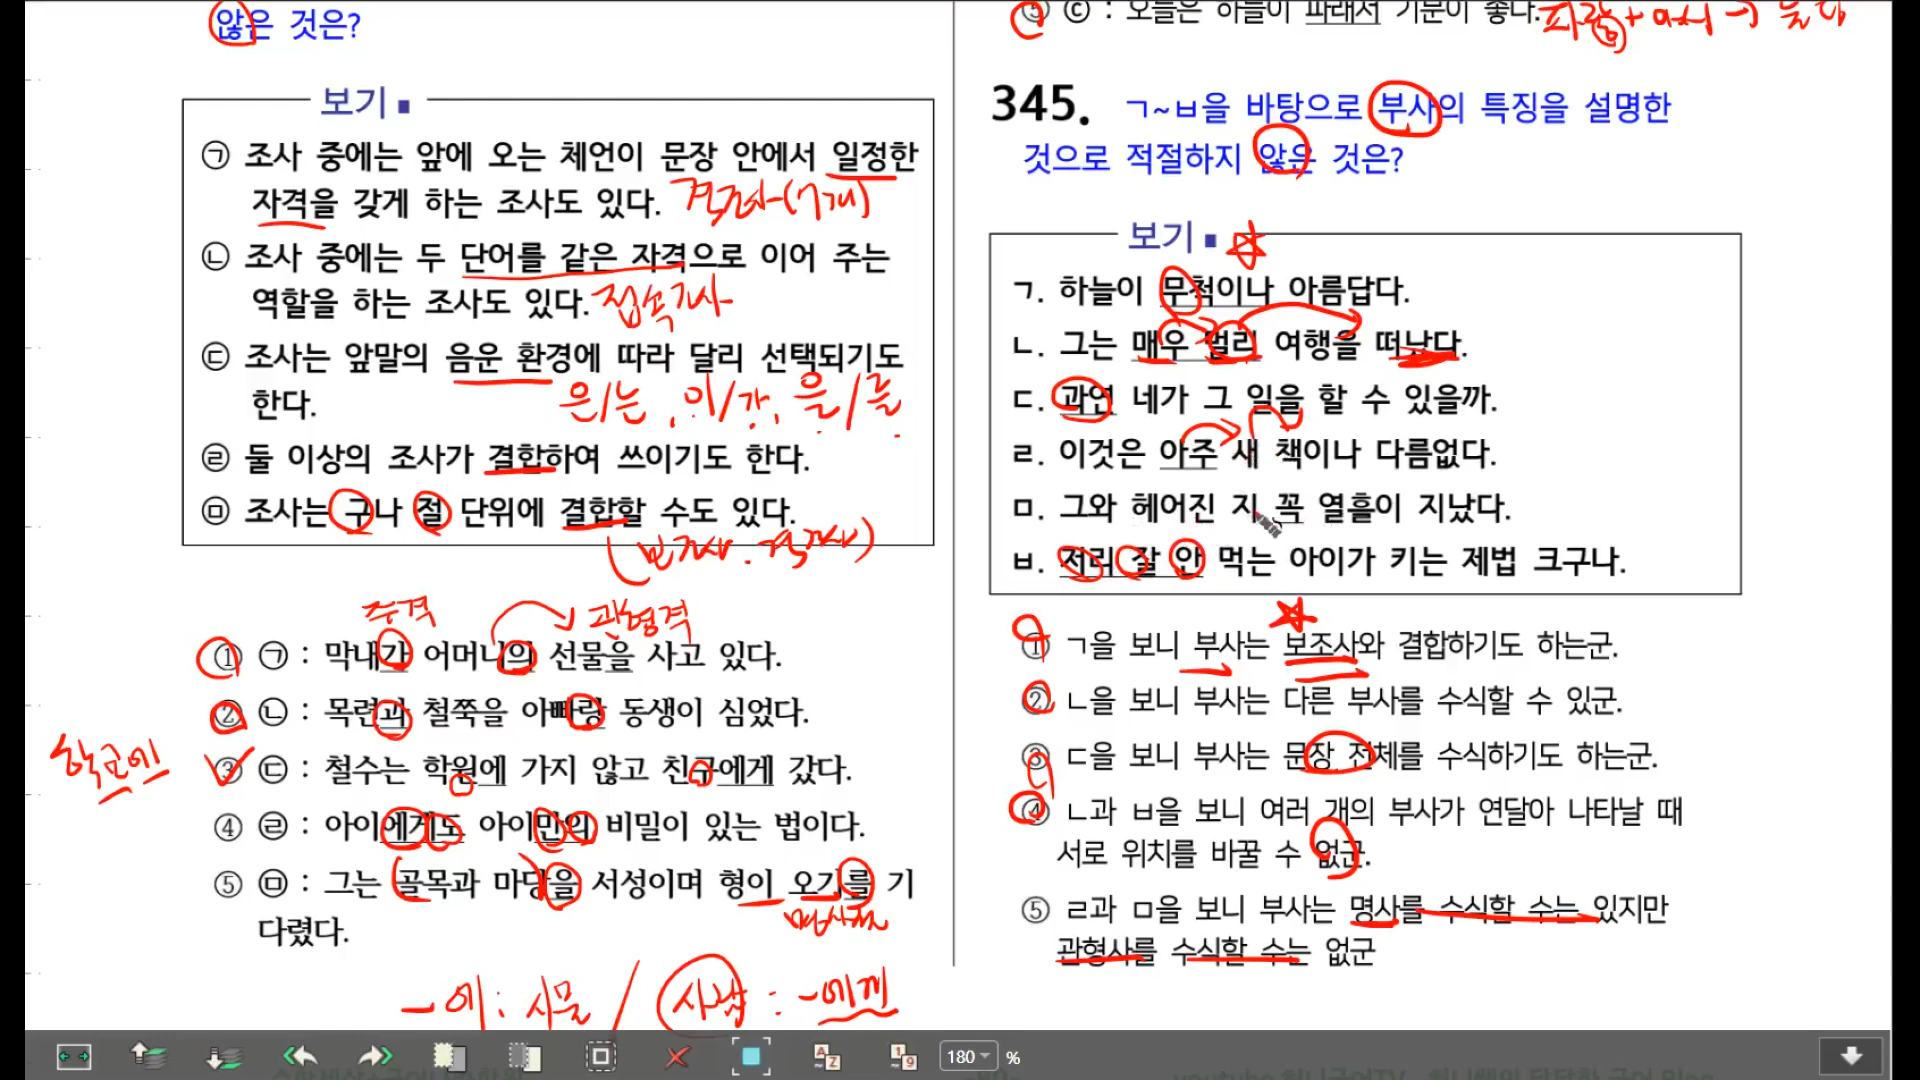 않은 것은?
보기
㉠ 조사 중에는 앞에 오는 체언이 문장 안에서 일정한
자격을 갖게 하는 조사도 있다. 격조사(7개)
㉡ 조사 중에는 두 단어를 같은 자격으로 이어 주는
역할을 하는 조사도 있다. 접속조사
㉢ 조사는 앞말의 음운 환경에 따라 달리 선택되기도
한다. 은/는, 이/가, 을/를
㉣ 둘 이상의 조사가 결합하여 쓰이기도 한다.
㉤ 조사는 구나 절 단위에 결합할 수도 있다.
(보조사. 격조사)
주격 관형격
① ㉠ : 막내가 어머니의 선물을 사고 있다.
② ㉡ : 목련과 철쭉을 아빠랑 동생이 심었다.
학교에
③ ㉢ : 철수는 학원에 가지 않고 친구에게 갔다.
④ ㉣ : 아이에게도 아이만의 비밀이 있는 법이다.
⑤ ㉤ : 그는 골목과 마당을 서성이며 형이 오기를 기
다렸다.
명사절
-에 : 사물 / 사람 : -에게
⑤ ⓒ : 오늘은 하늘이 파래서 기분이 좋다.
345. ㄱ~ㅂ을 바탕으로 부사의 특징을 설명한
것으로 적절하지 않은 것은?
보기
ㄱ. 하늘이 무척이나 아름답다.
ㄴ. 그는 매우 멀리 여행을 떠났다.
ㄷ. 과연 네가 그 일을 할 수 있을까.
ㄹ. 이것은 아주 새 책이나 다름없다.
ㅁ. 그와 헤어진 지 꼭 열흘이 지났다.
ㅂ. 저리 잘 안 먹는 아이가 키는 제법 크구나.
① ㄱ을 보니 부사는 보조사와 결합하기도 하는군.
② ㄴ을 보니 부사는 다른 부사를 수식할 수 있군.
③ ㄷ을 보니 부사는 문장 전체를 수식하기도 하는군.
④ ㄴ과 ㅂ을 보니 여러 개의 부사가 연달아 나타날 때
서로 위치를 바꿀 수 없군.
⑤ ㄹ과 ㅁ을 보니 부사는 명사를 수식할 수는 있지만
관형사를 수식할 수는 없군
180 %